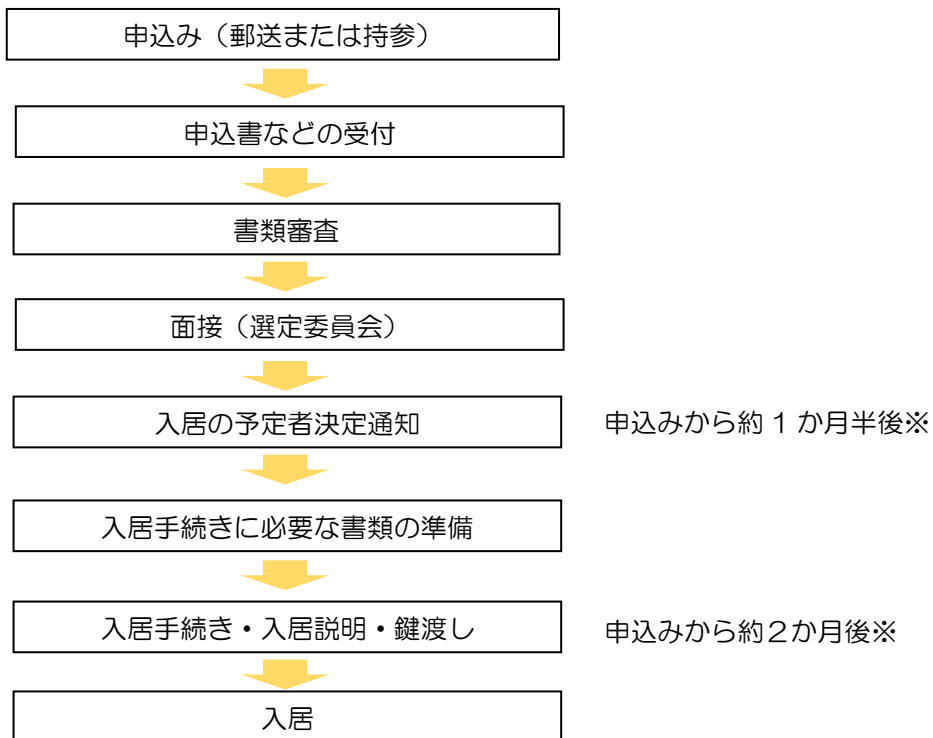 申込み（郵送または持参）
申込書などの受付
書類審査
面接（選定委員会）
入居の予定者決定通知
申込みから約 1 か月半後※
入居手続きに必要な書類の準備
入居手続き・入居説明・鍵渡し
申込みから約２か月後※
入居